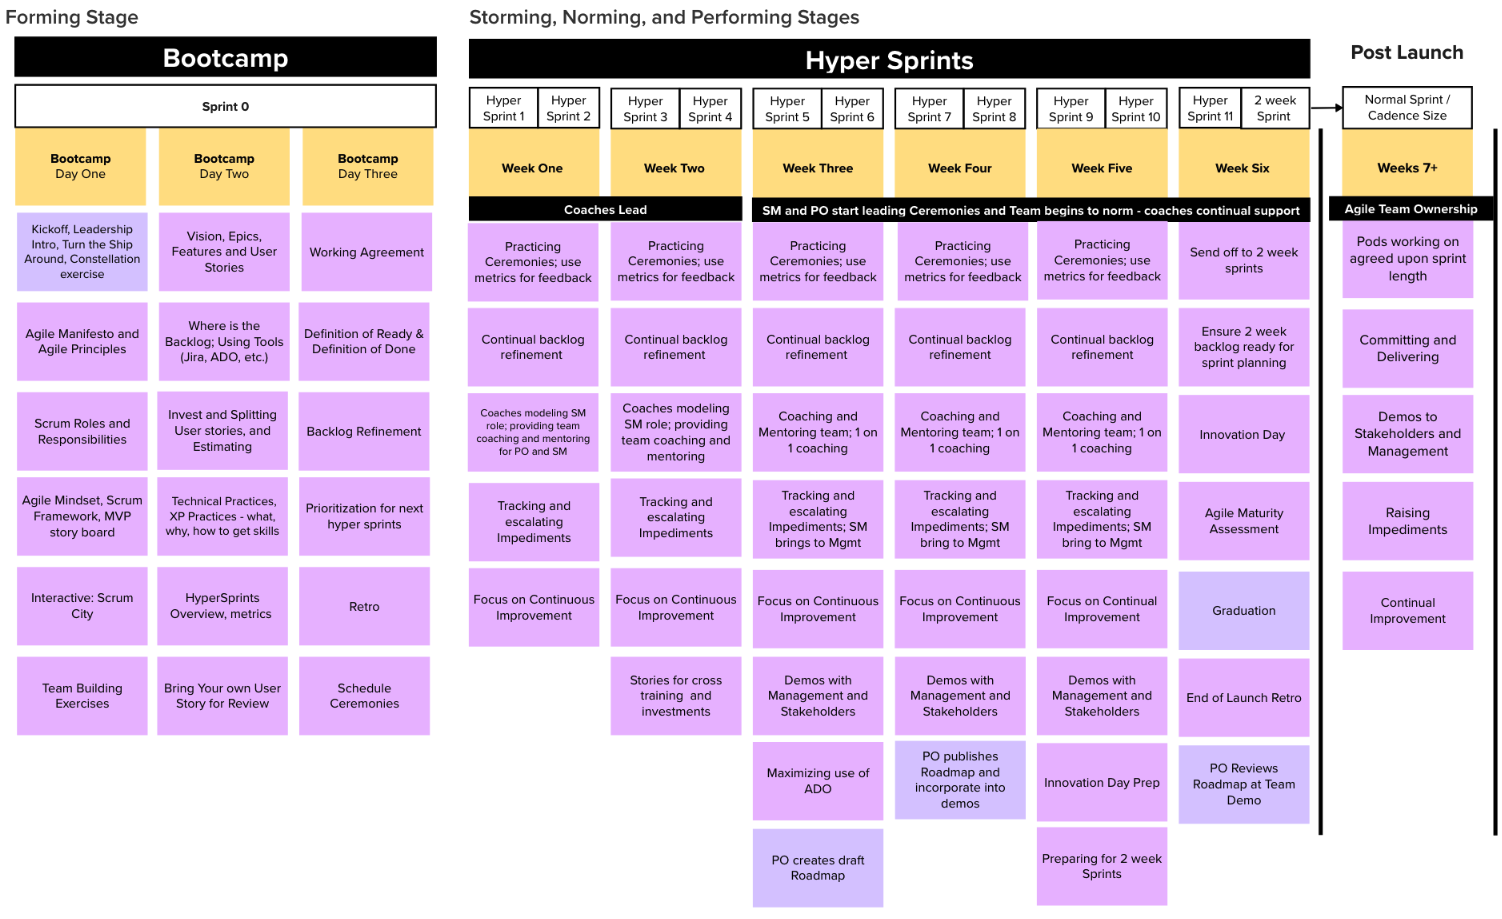 Forming Stage
Storming, Norming, and Performing Stages
Bootcamp
Hyper Sprints
Post Launch
Sprint 0
Hyper
Sprint 1
Hyper
Sprint 2
Hyper
Sprint 3
Hyper
Sprint 4
Hyper
Sprint 5
Hyper
Sprint 6
Hyper
Sprint 7
Hyper
Sprint 8
Hyper
Sprint 9
Hyper
Sprint 10
Hyper
Sprint 11
2 week
Sprint
Normal Sprint /
Cadence Size
Bootcamp
Day One
Bootcamp
Day Two
Bootcamp
Day Three
Week One
Week Two
Week Three
Week Four
Week Five
Week Six
Weeks 7+
Coaches Lead
SM and PO start leading Ceremonies and Team begins to norm - coaches continual support
Agile Team Ownership
Kickoff, Leadership
Intro, Turn the Ship
Around, Constellation
exercise
Vision, Epics,
Features and User
Stories
Working Agreement
Practicing
Ceremonies; use
metrics for feedback
Practicing
Ceremonies; use
metrics for feedback
Practicing
Ceremonies; use
metrics for feedback
Practicing
Ceremonies; use
metrics for feedback
Practicing
Ceremonies; use
metrics for feedback
Send off to 2 week
sprints
Pods working on
agreed upon sprint
length
Agile Manifesto and
Agile Principles
Where is the
Backlog; Using Tools
(Jira, ADO, etc.)
Definition of Ready &
Definition of Done
Continual backlog
refinement
Continual backlog
refinement
Continual backlog
refinement
Continual backlog
refinement
Continual backlog
refinement
Ensure 2 week
backlog ready for
sprint planning
Committing and
Delivering
Scrum Roles and
Responsibilities
Invest and Splitting
User stories, and
Estimating
Backlog Refinement
Coaches modeling SM
role; providing team
coaching and mentoring
for PO and SM
Coaches modeling
SM role; providing
team coaching and
mentoring
Coaching and
Mentoring team; 1 on
1 coaching
Coaching and
Mentoring team; 1 on
1 coaching
Coaching and
Mentoring team; 1 on
1 coaching
Innovation Day
Demos to
Stakeholders and
Management
Agile Mindset, Scrum
Framework, MVP
story board
Technical Practices,
XP Practices - what,
why, how to get skills
Prioritization for next
hyper sprints
Tracking and
escalating
Impediments
Tracking and
escalating
Impediments
Tracking and
escalating
Impediments; SM
brings to Mgmt
Tracking and
escalating
Impediments; SM
bring to Mgmt
Tracking and
escalating
Impediments; SM
bring to Mgmt
Agile Maturity
Assessment
Raising
Impediments
Interactive: Scrum
City
HyperSprints
Overview, metrics
Retro
Focus on Continuous
Improvement
Focus on Continuous
Improvement
Focus on Continuous
Improvement
Focus on Continuous
Improvement
Focus on Continual
Improvement
Graduation
Continual
Improvement
Team Building
Exercises
Bring Your own User
Story for Review
Schedule
Ceremonies
Stories for cross
training and
investments
Demos with
Management and
Stakeholders
Demos with
Management and
Stakeholders
Demos with
Management and
Stakeholders
End of Launch Retro
Maximizing use of
ADO
PO publishes
Roadmap and
incorporate into
demos
Innovation Day Prep
PO Reviews
Roadmap at Team
Demo
PO creates draft
Roadmap
Preparing for 2 week
Sprints